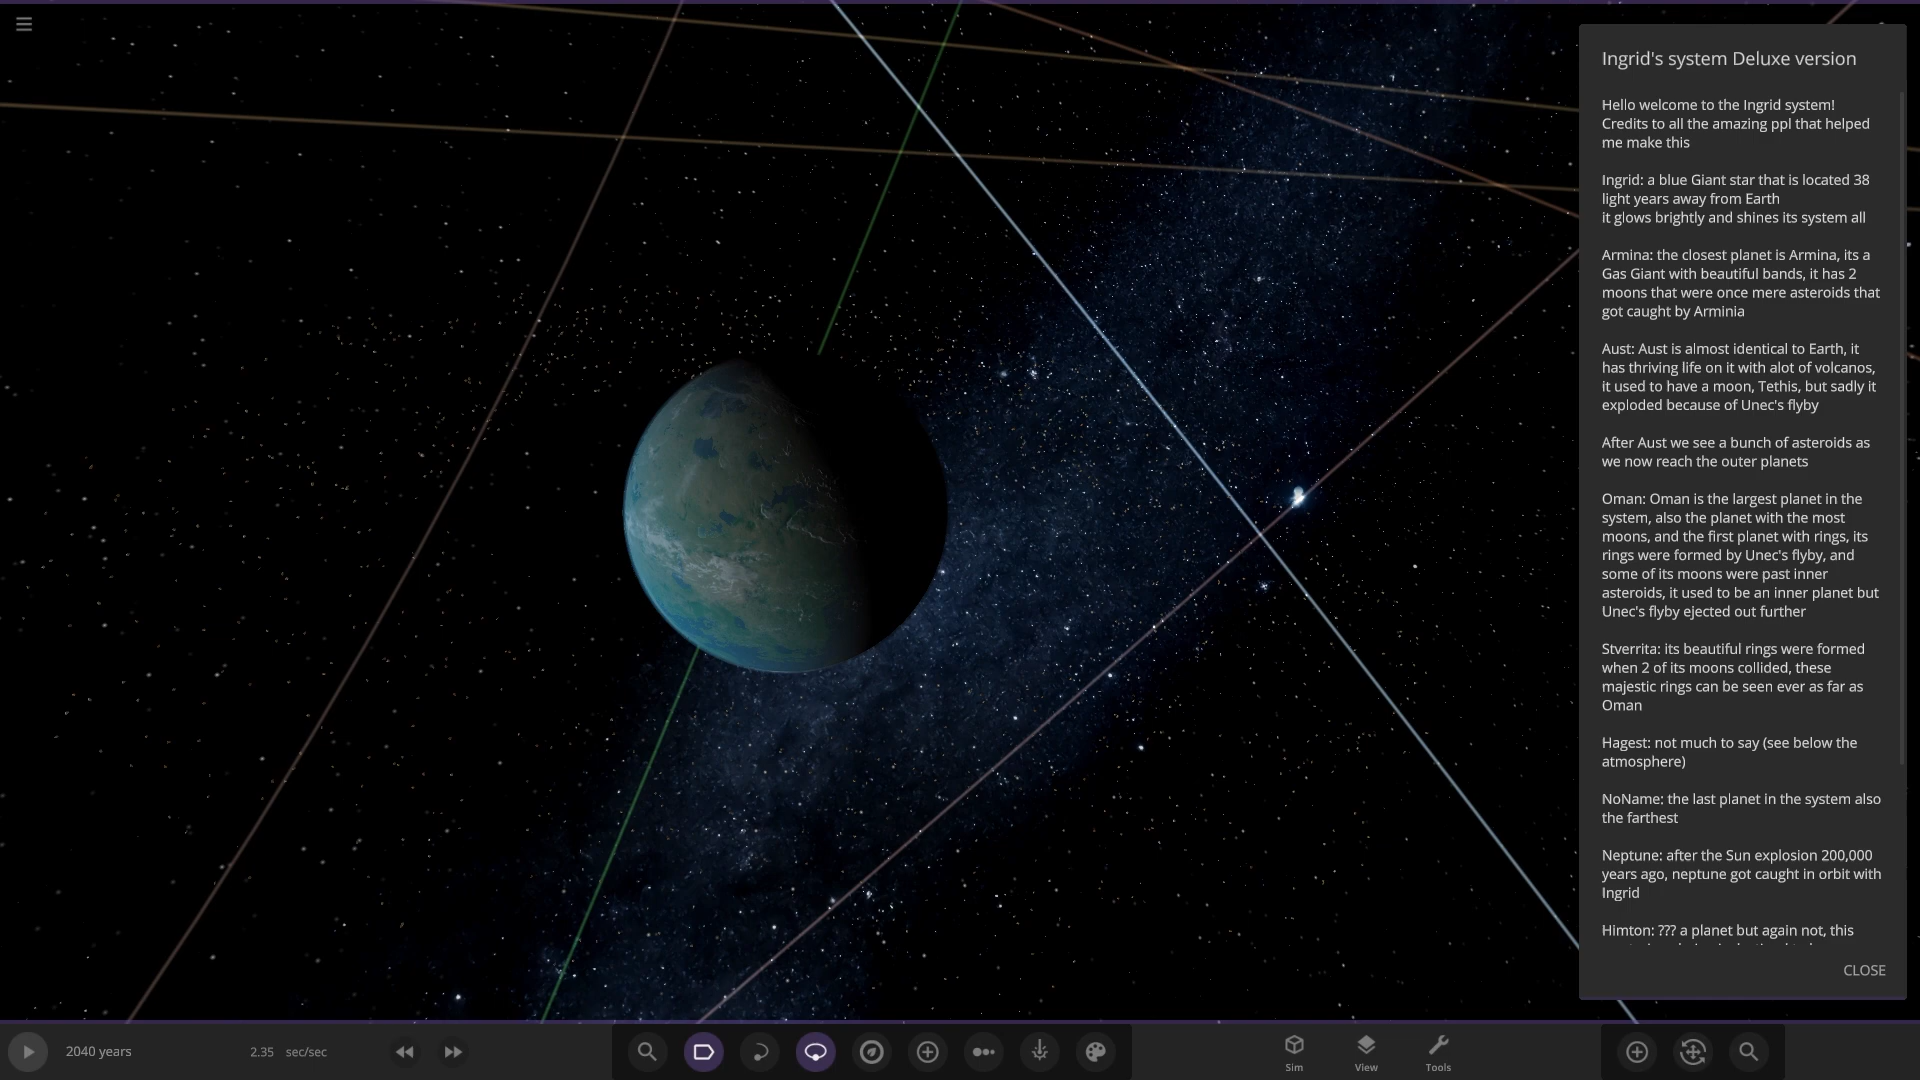 Ingrid's system Deluxe version
Hello welcome to the Ingrid system!
Credits to all the amazing ppl that helped
me make this
Ingrid: a blue Giant star that is located 38
light years away from Earth
it glows brightly and shines its system all
Armina: the closest planet is Armina, its a
Gas Giant with beautiful bands, it has 2
moons that were once mere asteroids that
got caught by Arminia
Aust: Aust is almost identical to Earth, it
has thriving life on it with alot of volcanos,
it used to have a moon, Tethis, but sadly it
exploded because of Unec's flyby
After Aust we see a bunch of asteroids as
we now reach the outer planets
Oman: Oman is the largest planet in the
system, also the planet with the most
moons, and the first planet with rings, its
rings were formed by Unec's flyby, and
some of its moons were past inner
asteroids, it used to be an inner planet but
Unec's flyby ejected out further
Stverrita: its beautiful rings were formed
when 2 of its moons collided, these
majestic rings can be seen ever as far as
Oman
Hagest: not much to say (see below the
atmosphere)
NoName: the last planet in the system also
the farthest
Neptune: after the Sun explosion 200,000
years ago, neptune got caught in orbit with
Ingrid
Himton: ??? a planet but again not, this
CLOSE
2040 years
2.35 sec/sec
Sim
View
Tools